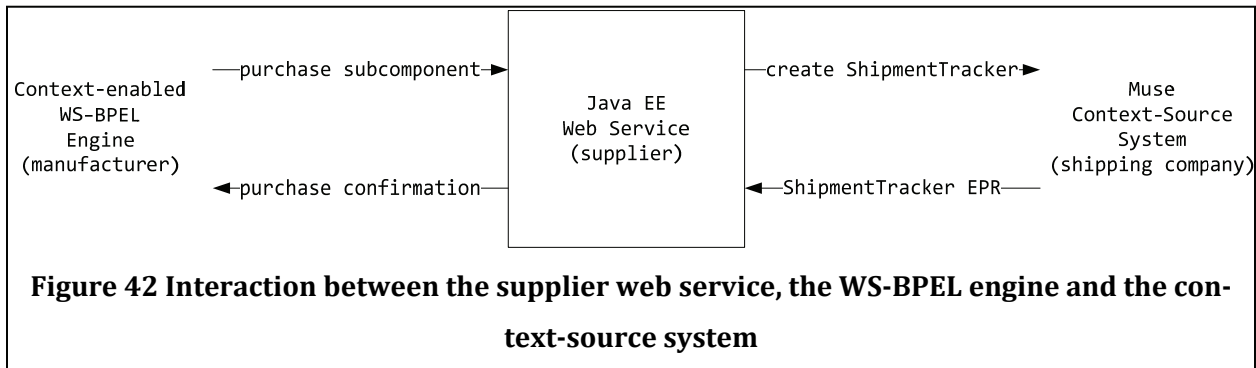 purchase subcomponent
create ShipmentTracker
Context-enabled
WS-BPEL
Engine
(manufacturer)
Java EE
Web Service
(supplier)
Muse
Context-Source
System
(shipping company)
purchase confirmation
ShipmentTracker EPR
Figure 42 Interaction between the supplier web service, the WS-BPEL engine and the con-
text-source system